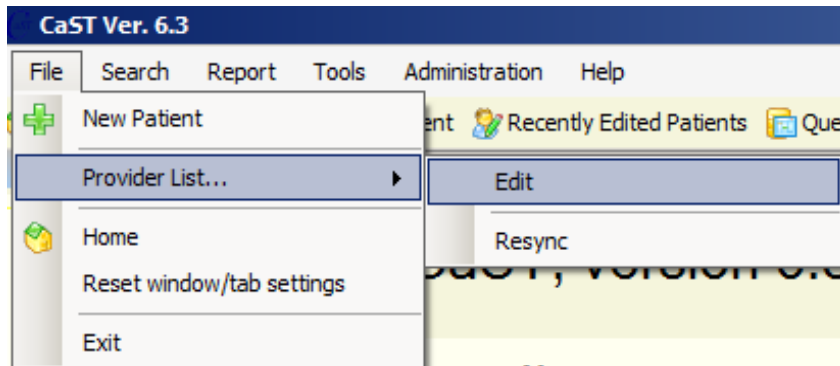 CaST Ver. 6.3
File Search Report Tools Administration Help
New Patient
Recently Edited Patients
Provider List...
Edit
Home
Resync
Reset window/tab settings
Exit